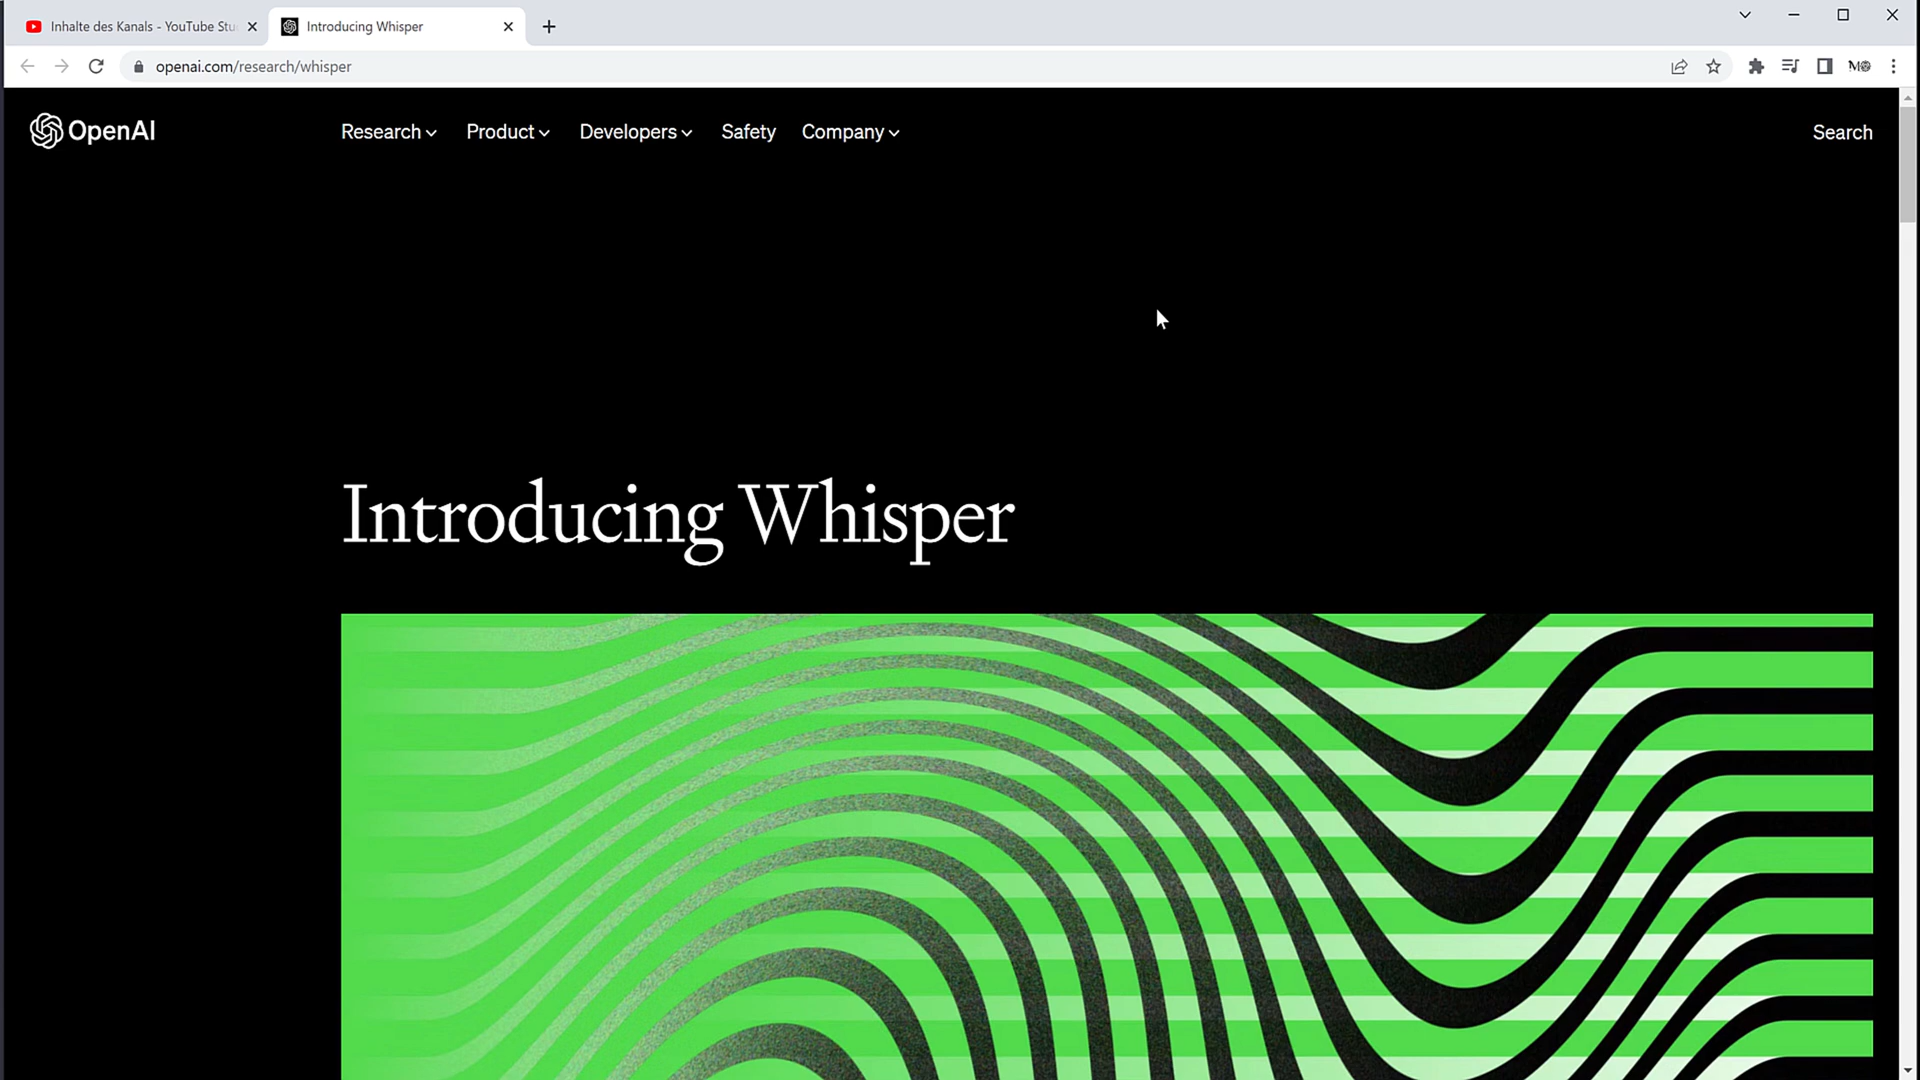 Inhalte des Kanals - YouTube Stu
Introducing Whisper
openai.com/research/whisper
OpenAI
Research
Product
Developers
Safety
Company
Search
Introducing Whisper